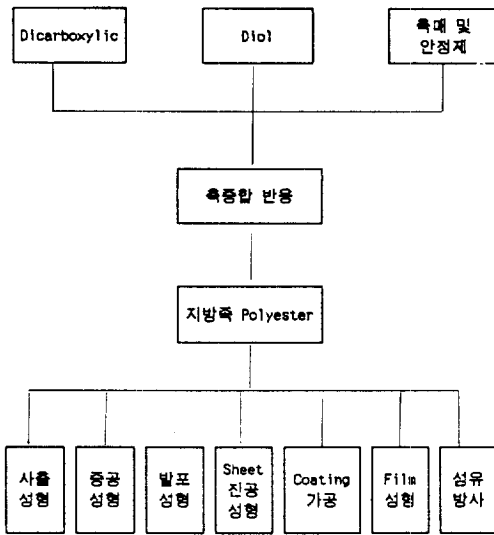 Dicarboxylic
Diol
촉매 및
안정제
축중합 반응
지방족 Polyester
사출
성형
중공
성형
발포
성형
Sheet
진공
성형
Coating
가공
Film
성형
섬유
방사